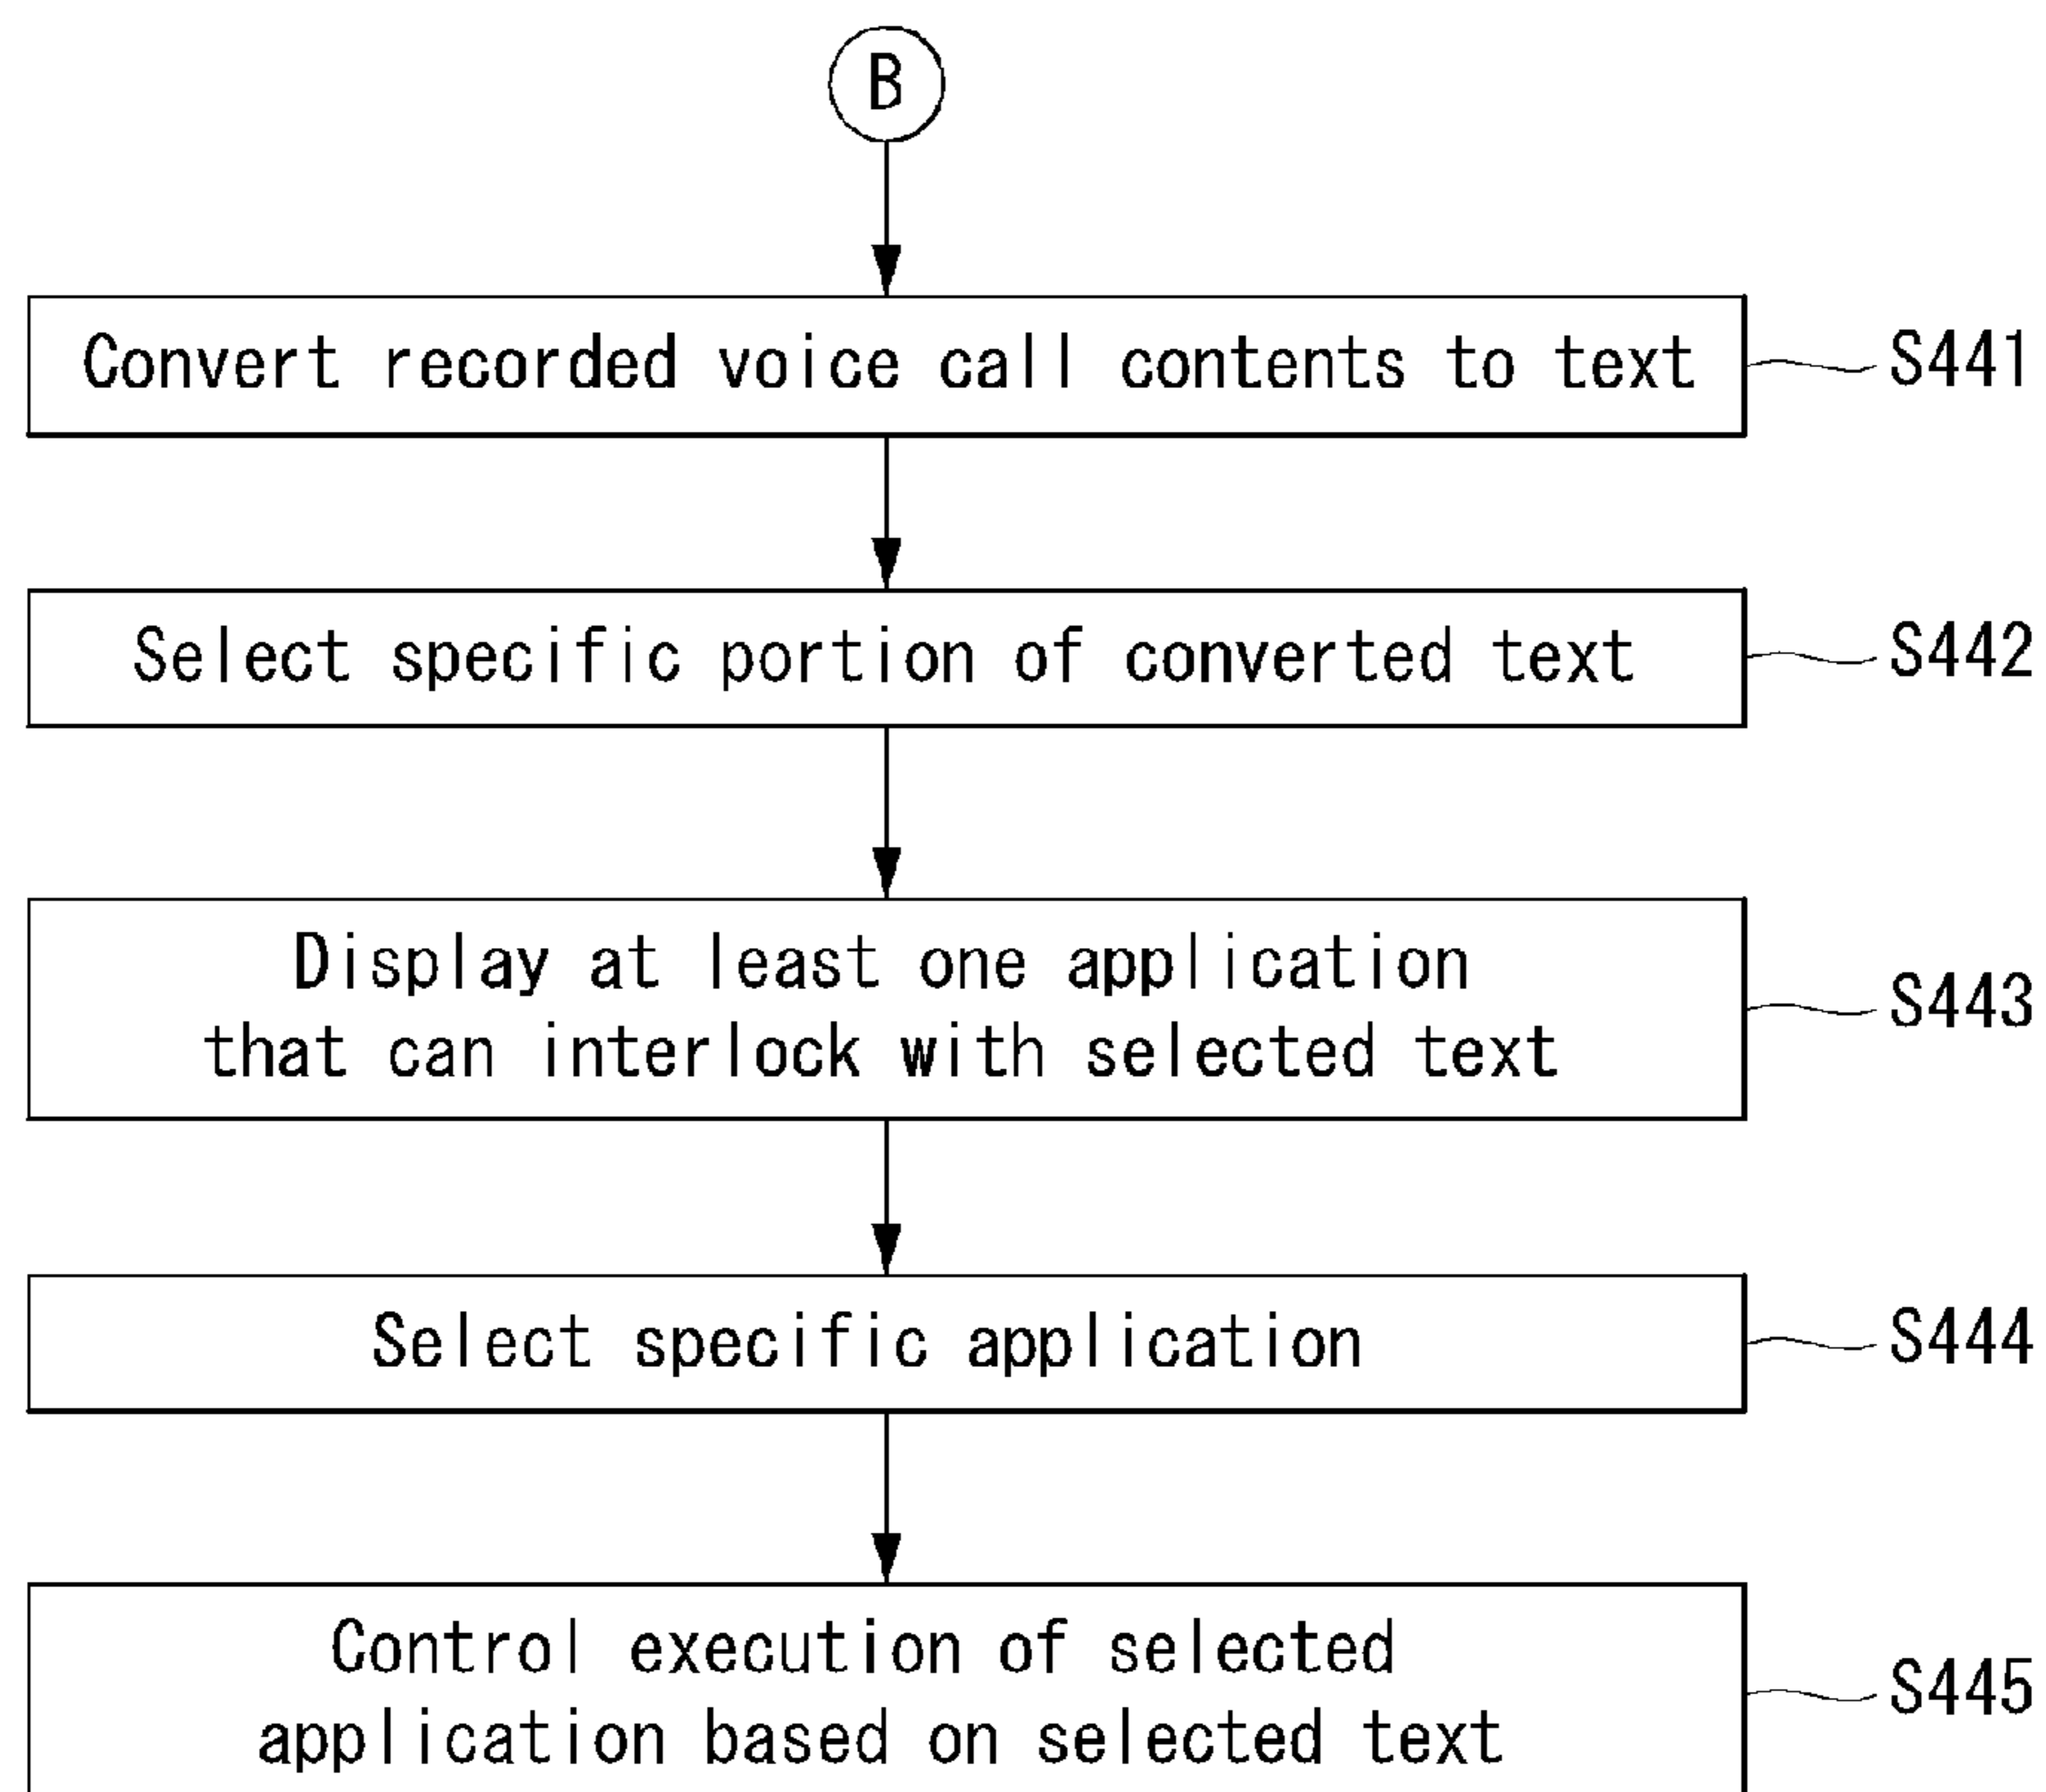 B
Convert recorded voice call contents to text
S441
Select specific portion of converted text
S442
Display at least one application
that can interlock with selected text
S443
Select specific application
S444
Control execution of selected
application based on selected text
S445